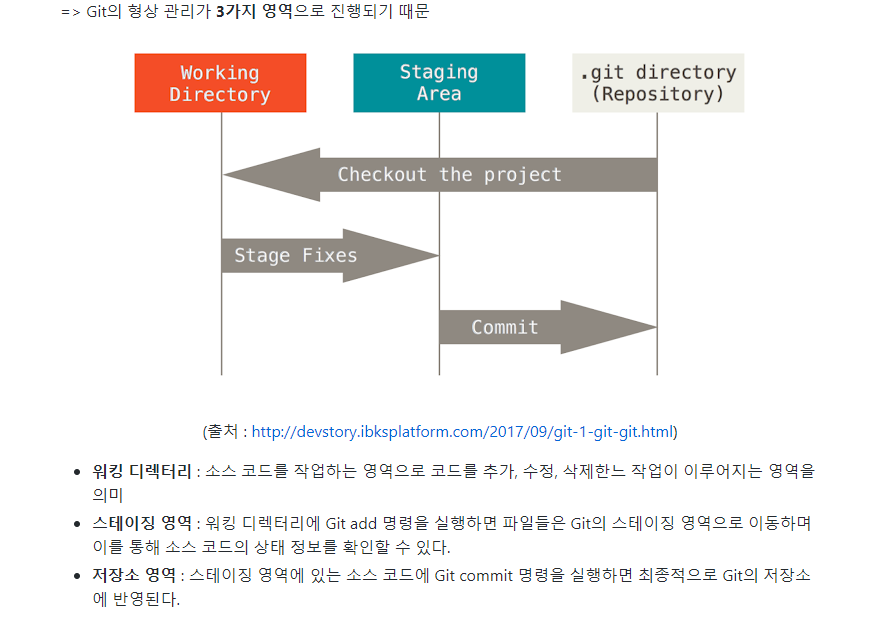 => Git의 형상 관리가 3가지 영역으로 진행되기 때문
Working
Directory
Staging
Area
.git directory
(Repository)
Checkout the project
Stage Fixes
Commit
(출처 : http://devstory.ibksplatform.com/2017/09/git-1-git-git.html)
• 워킹 디렉터리 : 소스 코드를 작업하는 영역으로 코드를 추가, 수정, 삭제한느 작업이 이루어지는 영역을
의미
• 스테이징 영역 : 워킹 디렉터리에 Git add 명령을 실행하면 파일들은 Git의 스테이징 영역으로 이동하며
이를 통해 소스 코드의 상태 정보를 확인할 수 있다.
• 저장소 영역 : 스테이징 영역에 있는 소스 코드에 Git commit 명령을 실행하면 최종적으로 Git의 저장소
에 반영된다.